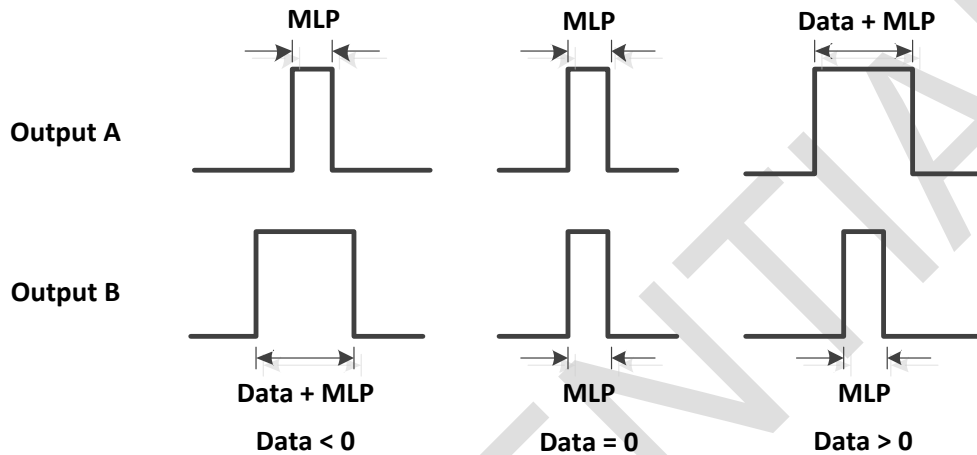 MLP MLP Data + MLP
Output A
Output B
Data + MLP MLP MLP
Data < 0 Data = 0 Data > 0